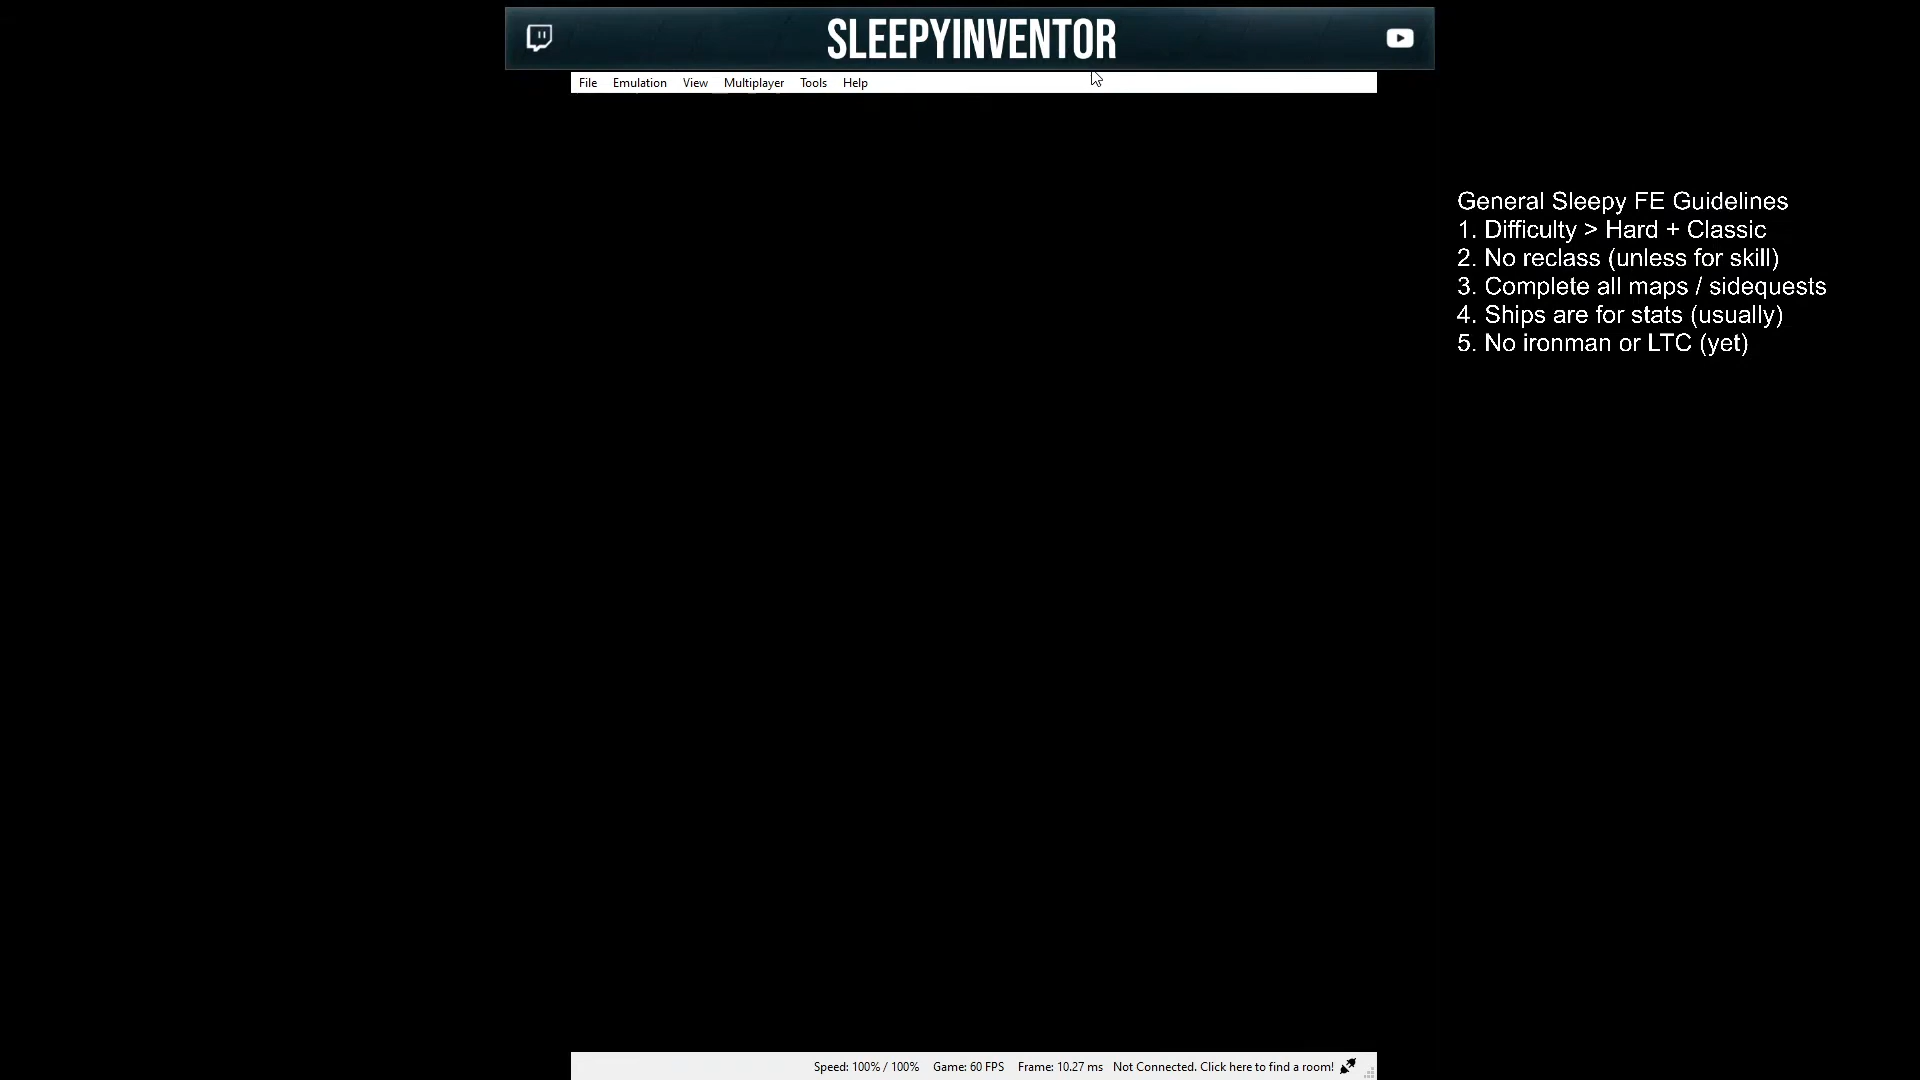 SLEEPYINVENTOR
File Emulation View Multiplayer Tools Help
General Sleepy FE Guidelines
1. Difficulty > Hard + Classic
2. No reclass (unless for skill)
3. Complete all maps / sidequests
4. Ships are for stats (usually)
5. No ironman or LTC (yet)
Speed: 100% / 100% Game: 60 FPS Frame: 10.27 ms Not Connected. Click here to find a room!